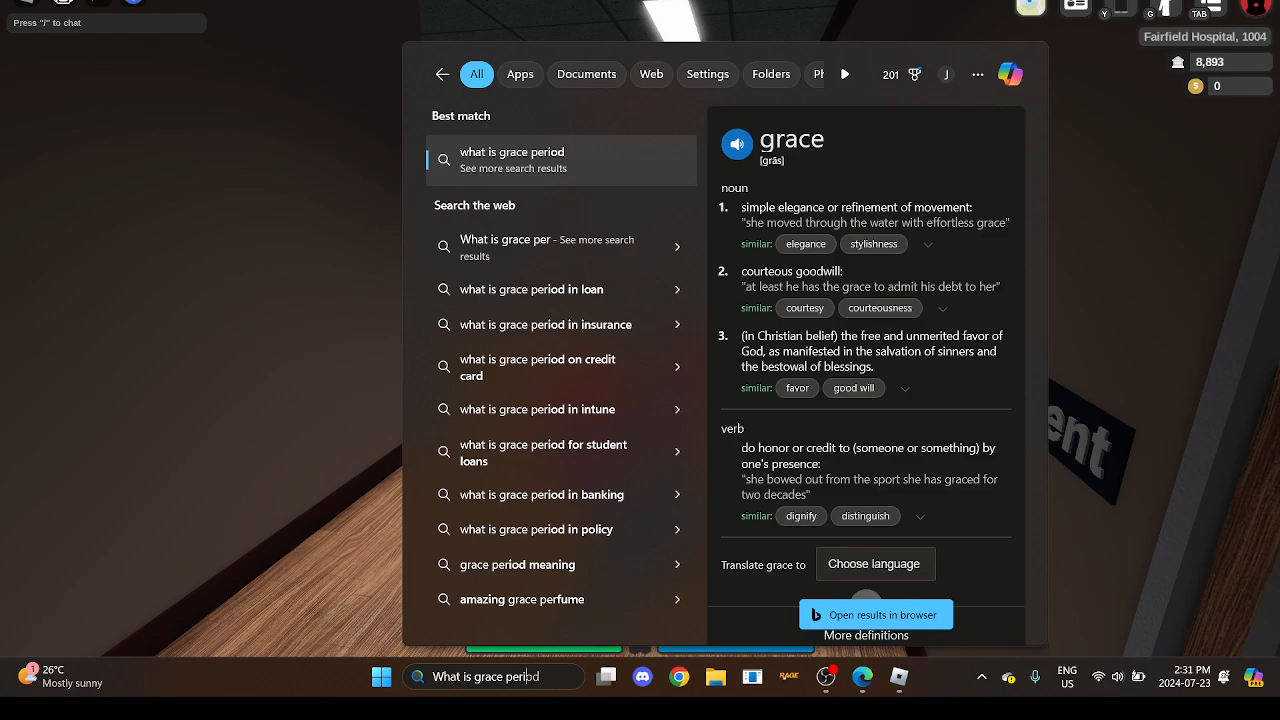 Press "/" to chat
Y
G
TAB
Fairfield Hospital, 1004
8,893
0
All
Apps
Documents
Web
Settings
Folders
201
J
Best match
what is grace period
See more search results
Search the web
What is grace per - See more search
results
what is grace period in loan
what is grace period in insurance
what is grace period on credit
card
what is grace period in intune
what is grace period for student
loans
what is grace period in banking
what is grace period in policy
grace period meaning
amazing grace perfume
grace
[grās]
noun
1. simple elegance or refinement of movement:
"she moved through the water with effortless grace"
similar: elegance stylishness
2. courteous goodwill:
"at least he has the grace to admit his debt to her"
similar: courtesy courteousness
3. (in Christian belief) the free and unmerited favor of
God, as manifested in the salvation of sinners and
the bestowal of blessings.
similar: favor good will
verb
do honor or credit to (someone or something) by
one's presence:
"she bowed out from the sport she has graced for
two decades"
similar: dignify distinguish
Translate grace to Choose language
Open results in browser
More definitions
ent
1
26°C
Mostly sunny
What is grace period
RAGE
ENG
US
2:31 PM
2024-07-23
PRE